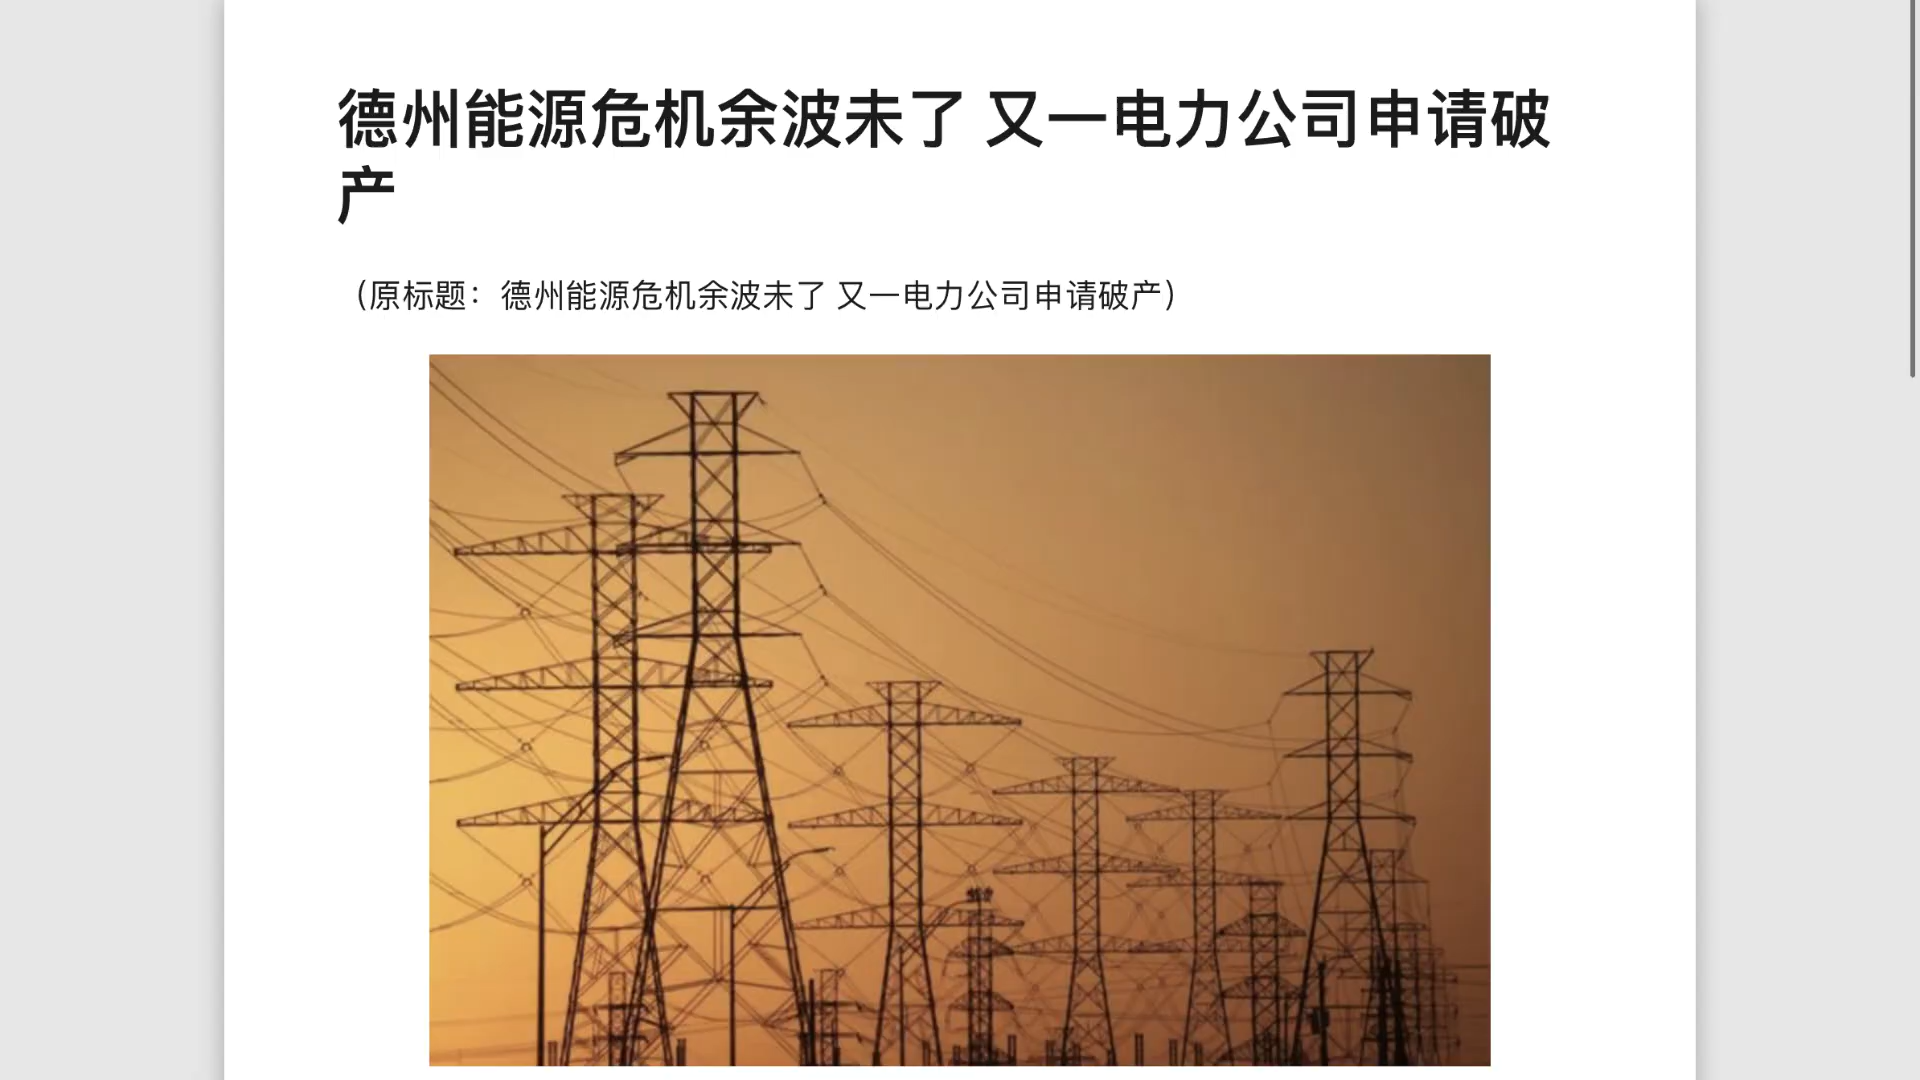 德州能源危机余波未了 又一电力公司申请破
产
（原标题：德州能源危机余波未了 又一电力公司申请破产）